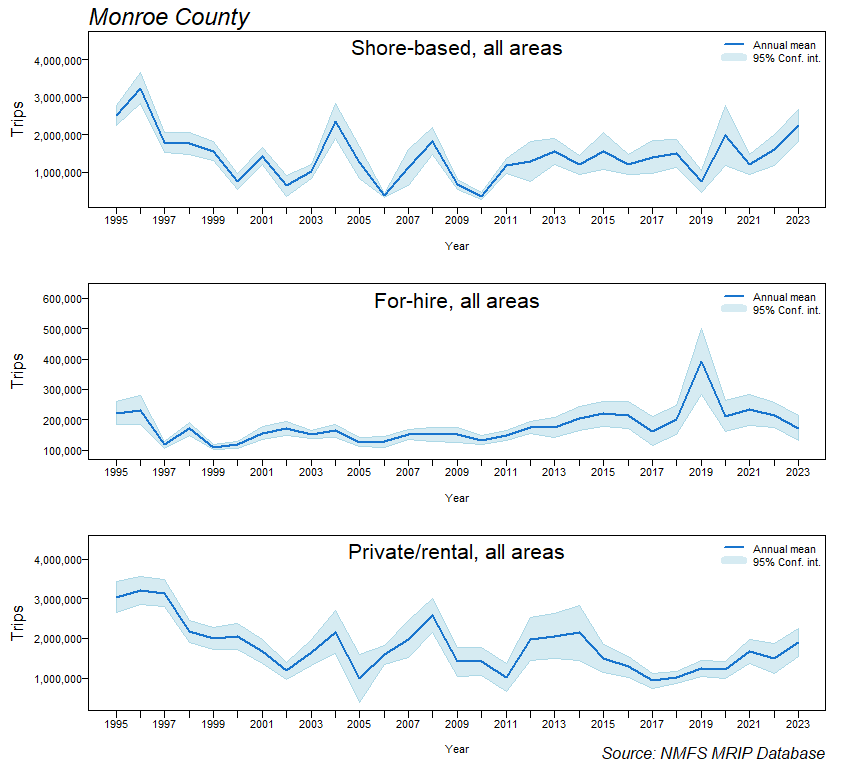 Monroe County
Shore-based, all areas
Annual mean
95% Conf. int.
4,000,000
3,000,000
2,000,000
1,000,000
Trips
1995 1997 1999 2001 2003 2005 2007 2009 2011 2013 2015 2017 2019 2021 2023
Year
For-hire, all areas
Annual mean
95% Conf. int.
600,000
500,000
400,000
300,000
200,000
100,000
Trips
1995 1997 1999 2001 2003 2005 2007 2009 2011 2013 2015 2017 2019 2021 2023
Year
Private/rental, all areas
Annual mean
95% Conf. int.
4,000,000
3,000,000
2,000,000
1,000,000
Trips
1995 1997 1999 2001 2003 2005 2007 2009 2011 2013 2015 2017 2019 2021 2023
Year
Source: NMFS MRIP Database